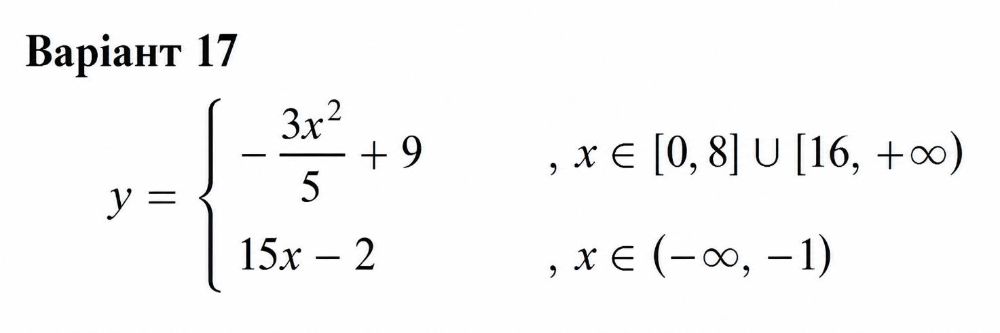 Варіант 17
y = { − 3x²/5 + 9 , x ∈ [0, 8] ∪ [16, +∞)
15x − 2 , x ∈ (−∞, −1)